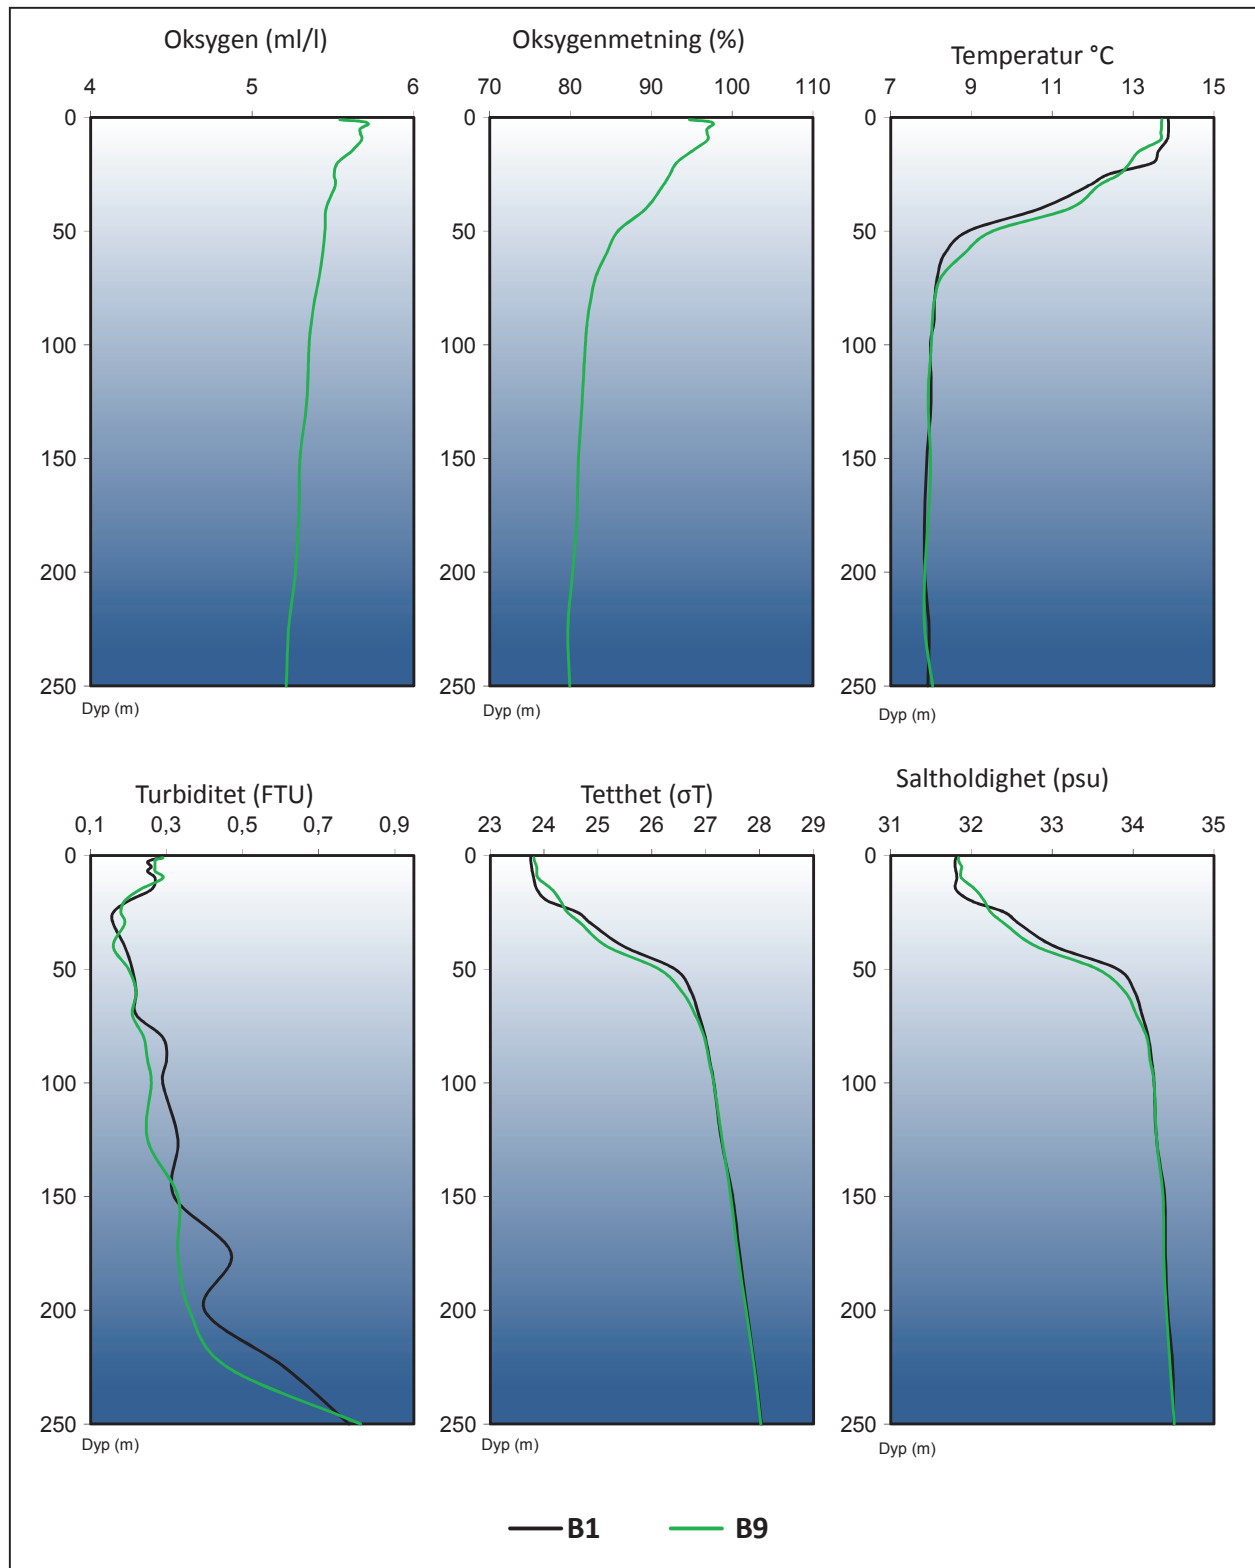 Oksygen (ml/l)
4 5 6
0
50
100
150
200
250
Dyp (m)
Oksygenmetning (%)
70 80 90 100 110
0
50
100
150
200
250
Dyp (m)
Temperatur °C
7 9 11 13 15
0
50
100
150
200
250
Dyp (m)
Turbiditet (FTU)
0,1 0,3 0,5 0,7 0,9
0
50
100
150
200
250
Dyp (m)
Tetthet (σT)
23 24 25 26 27 28 29
0
50
100
150
200
250
Dyp (m)
Saltholdighet (psu)
31 32 33 34 35
0
50
100
150
200
250
Dyp (m)
B1 B9